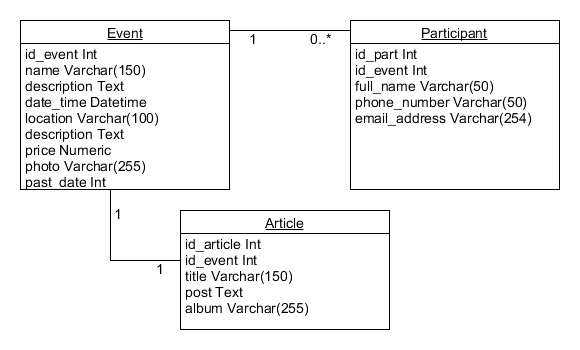 Event
id_event Int
name Varchar(150)
description Text
date_time Datetime
location Varchar(100)
description Text
price Numeric
photo Varchar(255)
past_date Int
1
0..*
Participant
id_part Int
id_event Int
full_name Varchar(50)
phone_number Varchar(50)
email_address Varchar(254)
1
1
Article
id_article Int
id_event Int
title Varchar(150)
post Text
album Varchar(255)